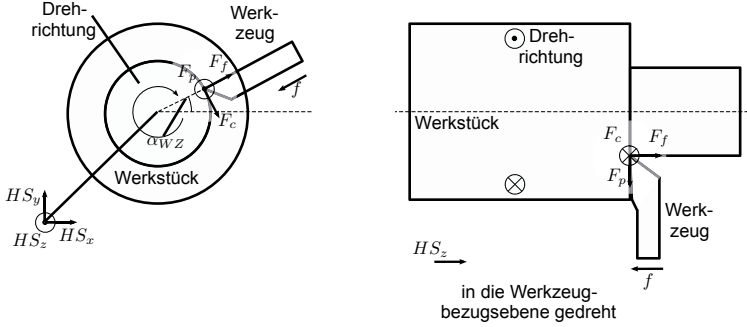 Dreh-
richtung
Werk-
zeug
F_p
F_f
f
F_c
α_WZ
Werkstück
HS_y
HS_z
HS_x
Dreh-
richtung
Werkstück
F_c
F_f
F_p
Werk-
zeug
HS_z
f
in die Werkzeug-
bezugsebene gedreht